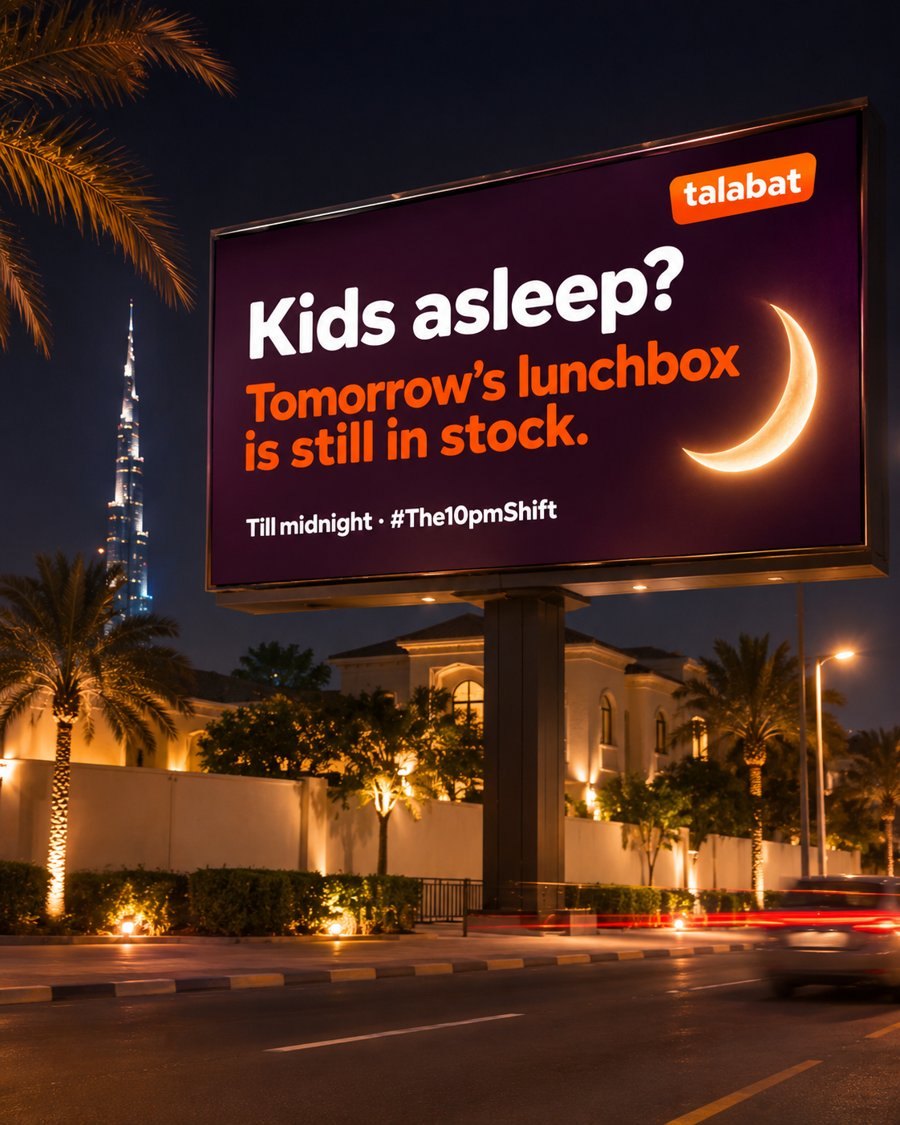 talabat
Kids asleep?
Tomorrow's lunchbox
is still in stock.
Till midnight · #The10pmShift